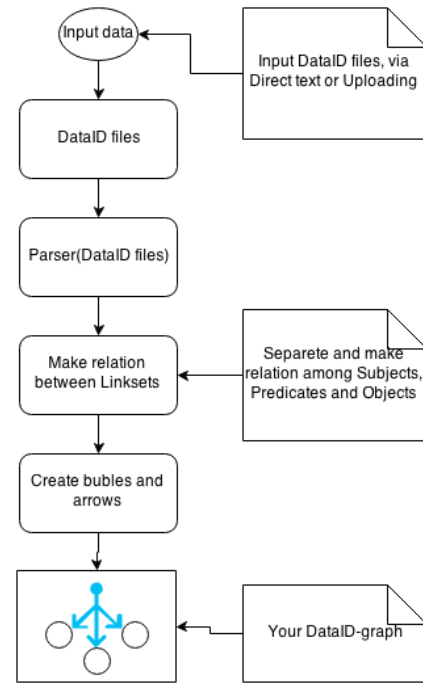 Input data
Input DataID files, via
Direct text or Uploading
DataID files
Parser(DataID files)
Make relation
between Linksets
Separete and make
relation among Subjects,
Predicates and Objects
Create bubles and
arrows
Your DataID-graph